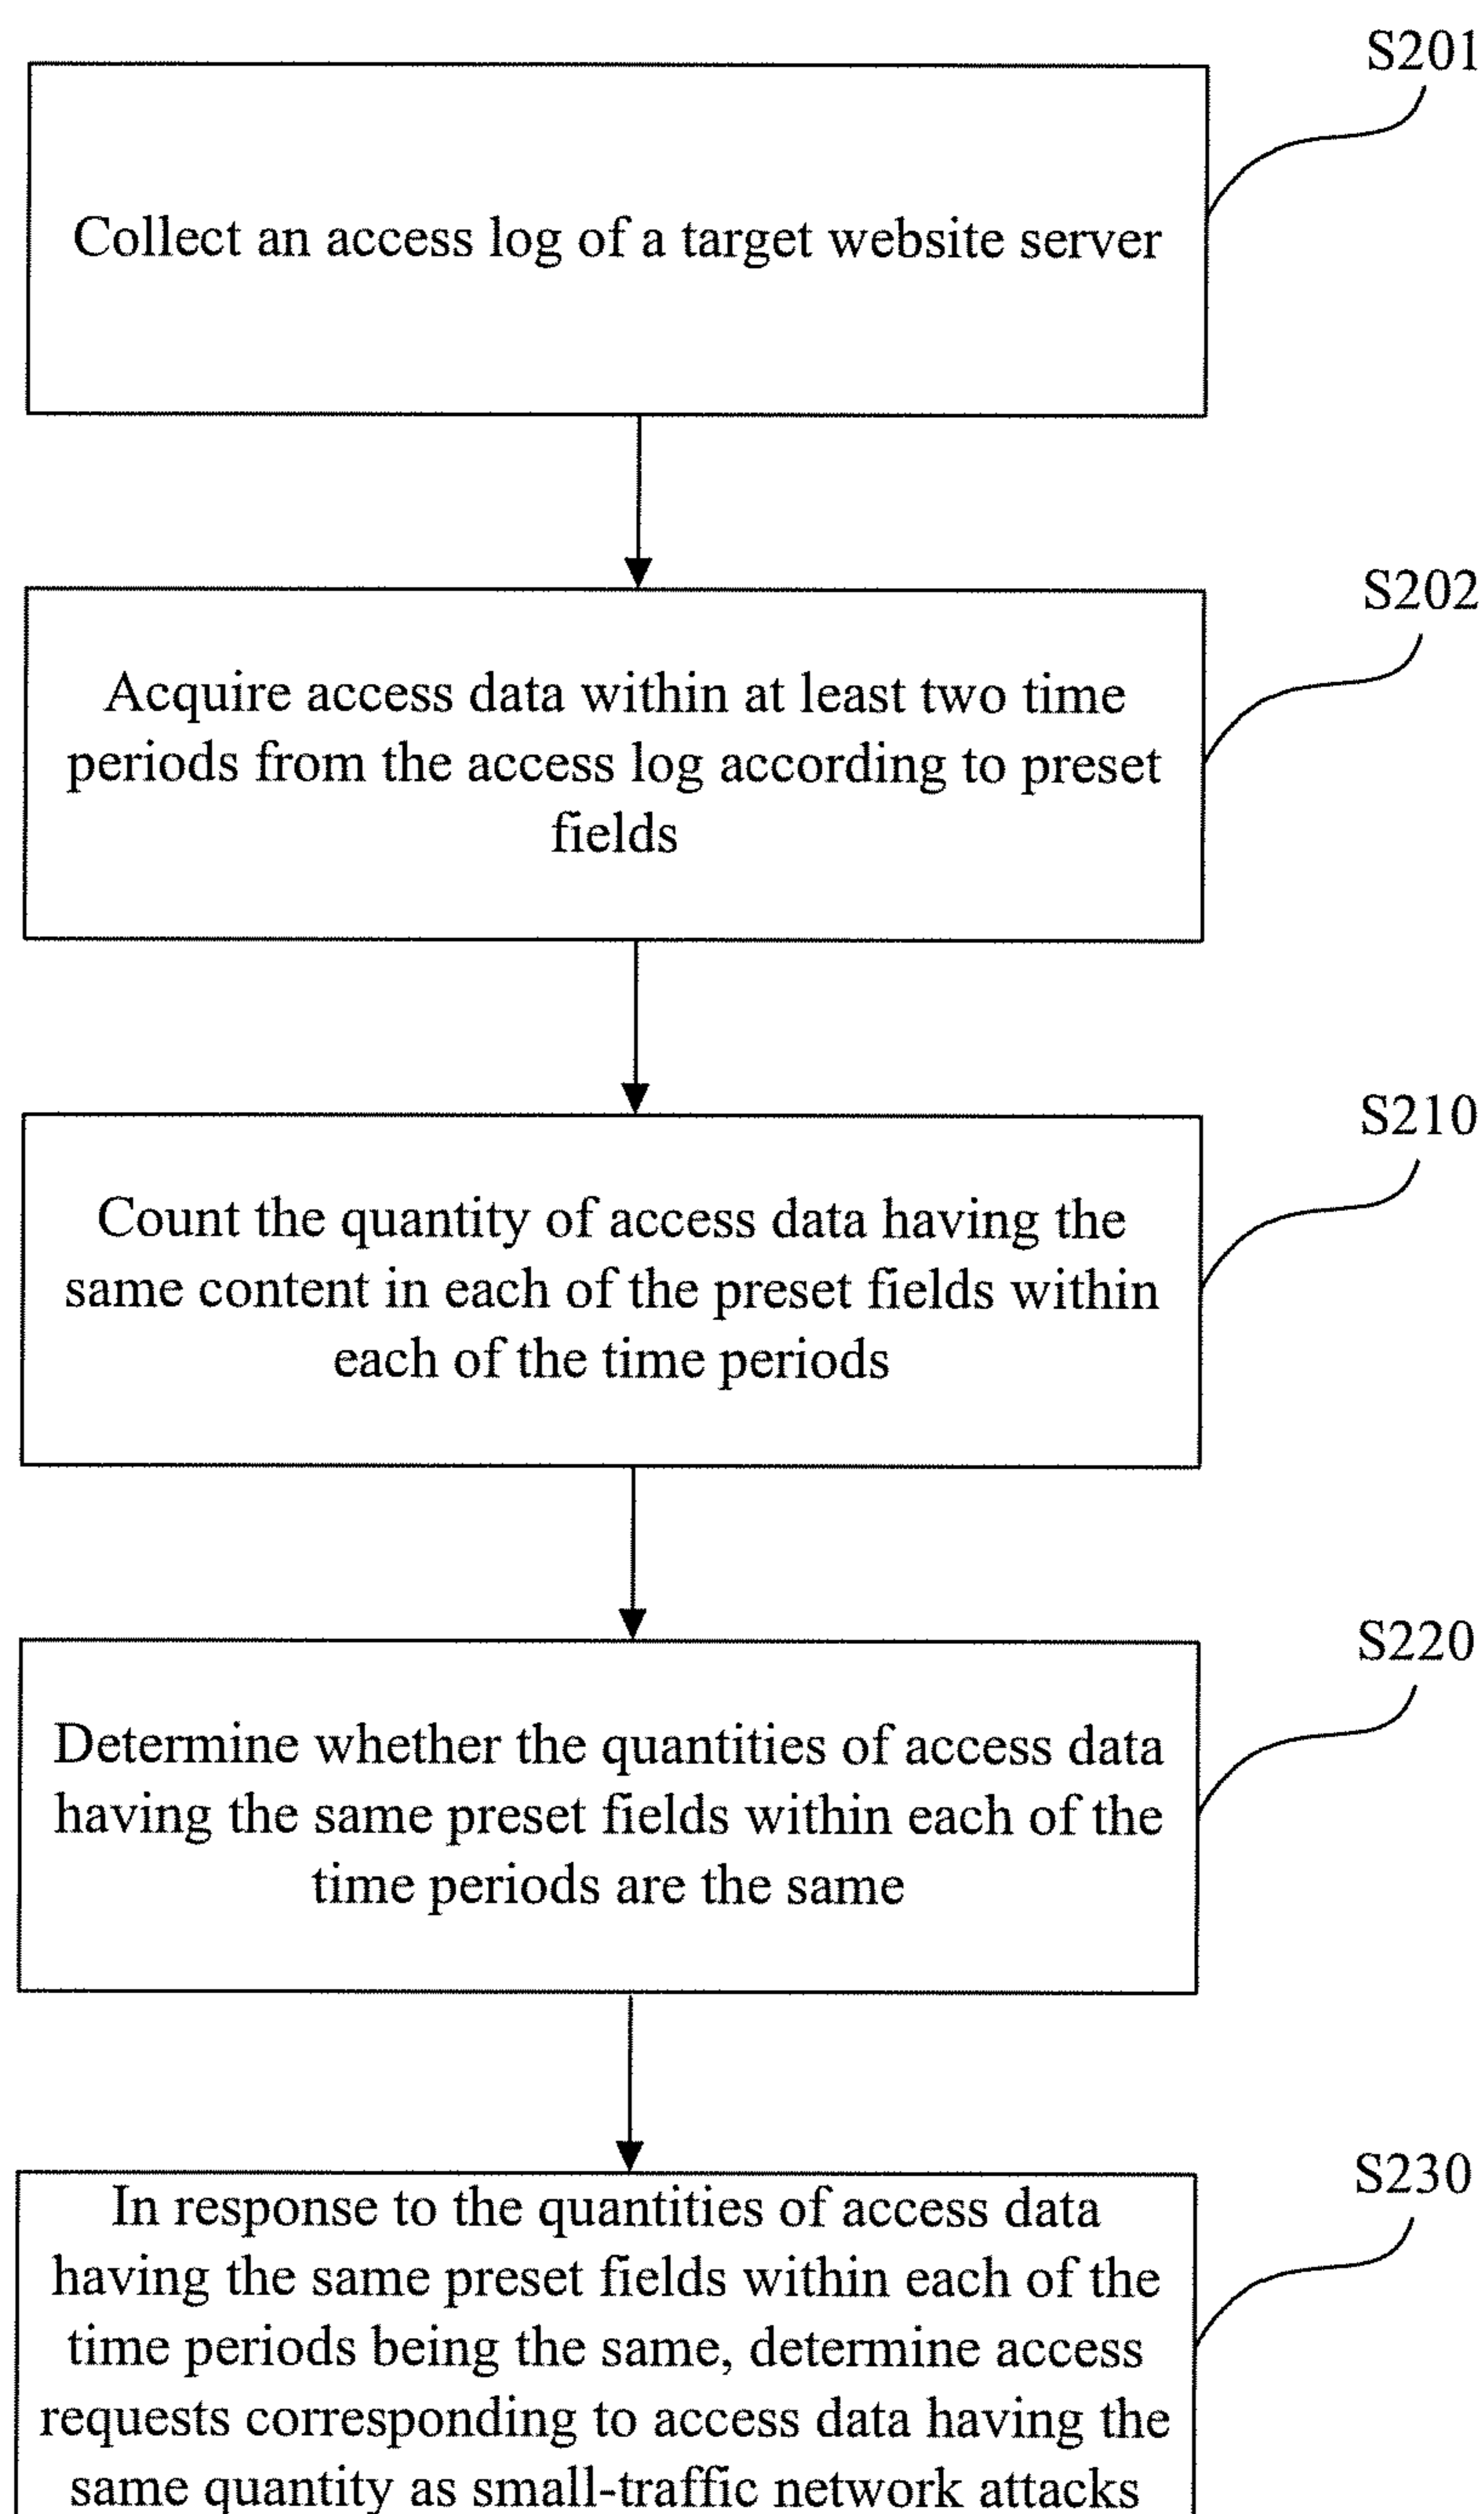 S201
Collect an access log of a target website server
S202
Acquire access data within at least two time
periods from the access log according to preset
fields
S210
Count the quantity of access data having the
same content in each of the preset fields within
each of the time periods
S220
Determine whether the quantities of access data
having the same preset fields within each of the
time periods are the same
S230
In response to the quantities of access data
having the same preset fields within each of the
time periods being the same, determine access
requests corresponding to access data having the
same quantity as small-traffic network attacks